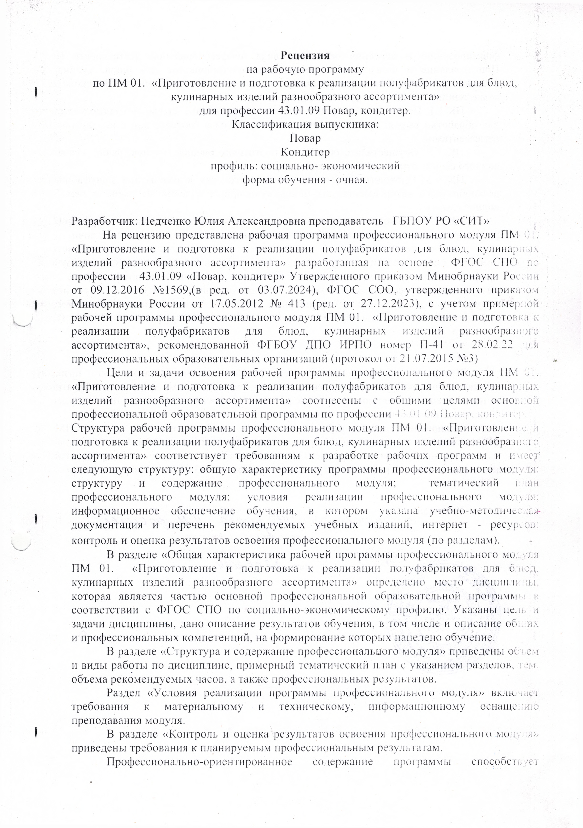 Рецензия
на рабочую программу
по ПМ 01. «Приготовление и подготовка к реализации полуфабрикатов для блюд,
кулинарных изделий разнообразного ассортимента»
для профессии 43.01.09 Повар, кондитер.
Классификация выпускника:
Повар
Кондитер
профиль: социально- экономический
форма обучения - очная.
Разработчик: Педченко Юлия Александровна преподаватель ГБПОУ РО «СИТ»
На рецензию представлена рабочая программа профессионального модуля ПМ 01.
«Приготовление и подготовка к реализации полуфабрикатов для блюд, кулинарных
изделий разнообразного ассортимента» разработанная на основе ФГОС СПО по
профессии 43.01.09 «Повар, кондитер» Утвержденного приказом Минобрнауки России
от 09.12.2016 №1569,(в ред. от 03.07.2024), ФГОС СОО, утвержденного приказом
Минобрнауки России от 17.05.2012 № 413 (ред. от 27.12.2023), с учетом примерной
рабочей программы профессионального модуля ПМ 01. «Приготовление и подготовка к
реализации полуфабрикатов для блюд, кулинарных изделий разнообразного
ассортимента», рекомендованной ФГБОУ ДПО ИРПО номер П-41 от 28.02.22 для
профессиональных образовательных организаций (протокол от 21.07.2015 №3)
Цели и задачи освоения рабочей программы профессионального модуля ПМ 01.
«Приготовление и подготовка к реализации полуфабрикатов для блюд, кулинарных
изделий разнообразного ассортимента» соотнесены с общими целями основной
профессиональной образовательной программы по профессии 43.01.09 Повар, кондитер
Структура рабочей программы профессионального модуля ПМ 01. «Приготовление и
подготовка к реализации полуфабрикатов для блюд, кулинарных изделий разнообразного
ассортимента» соответствует требованиям к разработке рабочих программ и имеет
следующую структуру: общую характеристику программы профессионального модуля;
структуру и содержание профессионального модуля; тематический план
профессионального модуля; условия реализации профессионального модуля;
информационное обеспечение обучения, в котором указана учебно-методическая
документация и перечень рекомендуемых учебных изданий, интернет - ресурсов;
контроль и оценка результатов освоения профессионального модуля (по разделам).
В разделе «Общая характеристика рабочей программы профессионального модуля
ПМ 01. «Приготовление и подготовка к реализации полуфабрикатов для блюд,
кулинарных изделий разнообразного ассортимента» определено место дисциплины,
которая является частью основной профессиональной образовательной программы в
соответствии с ФГОС СПО по социально-экономическому профилю. Указаны цель и
задачи дисциплины, дано описание результатов обучения, в том числе и описание общих
и профессиональных компетенций, на формирование которых нацелено обучение.
В разделе «Структура и содержание профессионального модуля» приведены объем
и виды работы по дисциплине, примерный тематический план с указанием разделов, тем,
объема рекомендуемых часов, а также профессиональных результатов.
Раздел «Условия реализации программы профессионального модуля» включает
требования к материальному и техническому, информационному оснащению
преподавания модуля.
В разделе «Контроль и оценка результатов освоения профессионального модуля»
приведены требования к планируемым профессиональным результатам.
Профессионально-ориентированное содержание программы способствует